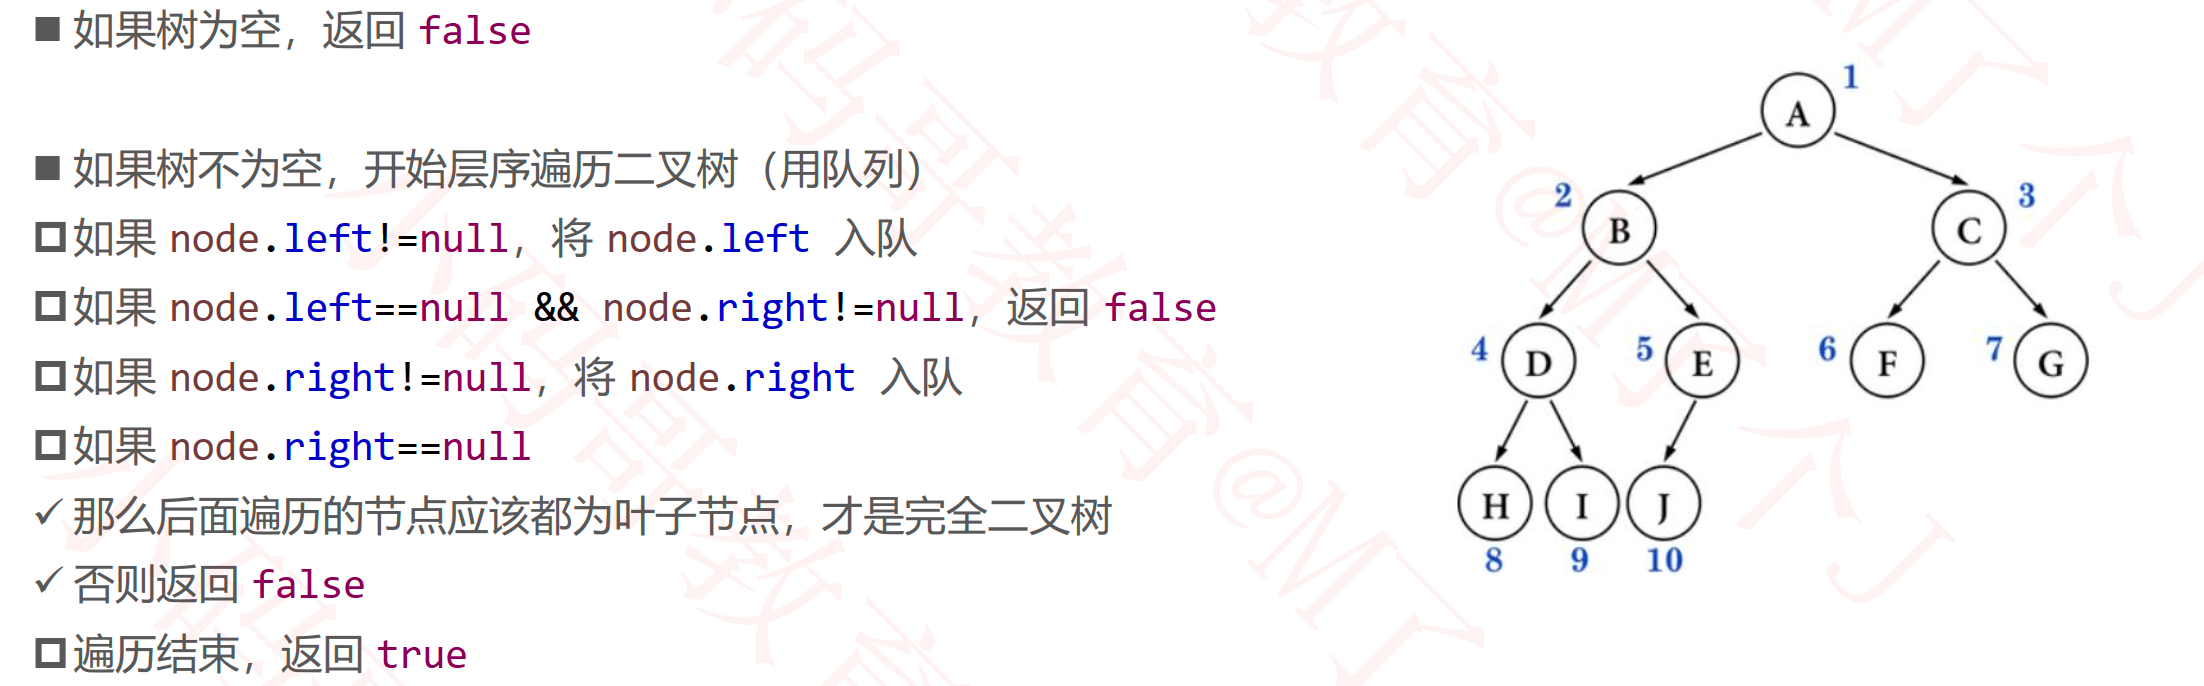 如果树为空，返回 false
如果树不为空，开始层序遍历二叉树（用队列）
如果 node.left!=null，将 node.left 入队
如果 node.left==null && node.right!=null，返回 false
如果 node.right!=null，将 node.right 入队
如果 node.right==null
那么后面遍历的节点应该都为叶子节点，才是完全二叉树
否则返回 false
遍历结束，返回 true
A 1
2 B
C 3
4 D
5 E
6 F
7 G
H I J
8 9 10
小码哥教育@M了个J